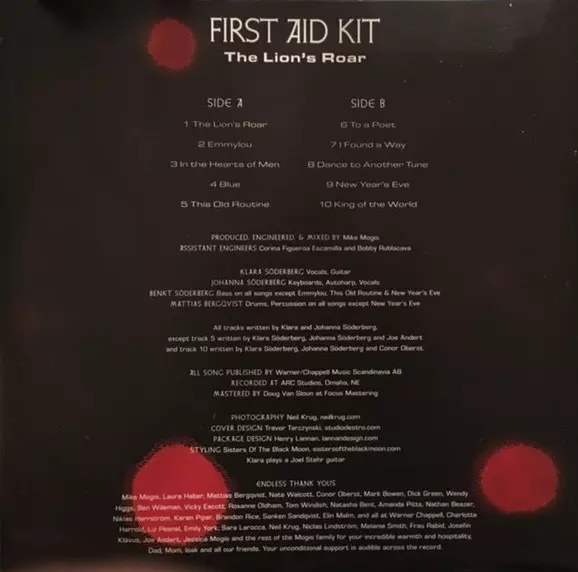 FIRST AID KIT
The Lion's Roar
SIDE A
1 The Lion's Roar
2 Emmylou
3 In the Hearts of Men
4 Blue
5 This Old Routine
SIDE B
6 To a Poet
7 I Found a Way
8 Dance to Another Tune
9 New Year's Eve
10 King of the World
PRODUCED, ENGINEERED, & MIXED BY Mike Mogis
ASSISTANT ENGINEERS Corina Figueroa Escamilla and Bobby Rublacava
KLARA SÖDERBERG Vocals, Guitar
JOHANNA SÖDERBERG Keyboards, Autoharp, Vocals
BENKT SÖDERBERG Bass on all songs except Emmylou, This Old Routine & New Year's Eve
MATTIAS BERGQVIST Drums, Percussion on all songs except New Year's Eve
All tracks written by Klara and Johanna Söderberg,
except track 5 written by Klara Söderberg, Johanna Söderberg and Joe Andert
and track 10 written by Klara Söderberg, Johanna Söderberg and Conor Oberst.
ALL SONG PUBLISHED BY Warner/Chappell Music Scandinavia AB
RECORDED AT ARC Studios, Omaha, NE
MASTERED BY Doug Van Sloun at Focus Mastering
PHOTOGRAPHY Neil Krug, neilkrug.com
COVER DESIGN Trevor Tarczynski, studiodestro.com
PACKAGE DESIGN Henry Lannan, lannandesign.com
STYLING Sisters Of The Black Moon, sistersoftheblackmoon.com
Klara plays a Joel Stehr guitar
ENDLESS THANK YOUS
Mike Mogis, Laura Haber, Mattias Bergqvist, Nate Walcott, Conor Oberst, Mark Bowen, Dick Green, Wendy
Higgs, Ben Wileman, Vicky Eacott, Roxanne Oldham, Tom Windish, Natasha Bent, Amanda Pitts, Nathan Beazer,
Niklas Herrström, Karen Piper, Brandon Rice, Sanken Sandqvist, Elin Malm, and all at Warner Chappell, Charlotte
Liz Pesnel, Emily York, Sara Larocca, Neil Krug, Niclas Lindström, Melanie Smith, Frau Rabid, Josefin
Joe Andert, Jessica Mogis and the rest of the Mogis family for your incredible warmth and hospitality,
Dad, Mom, Isak and all our friends. Your unconditional support is audible across the record.